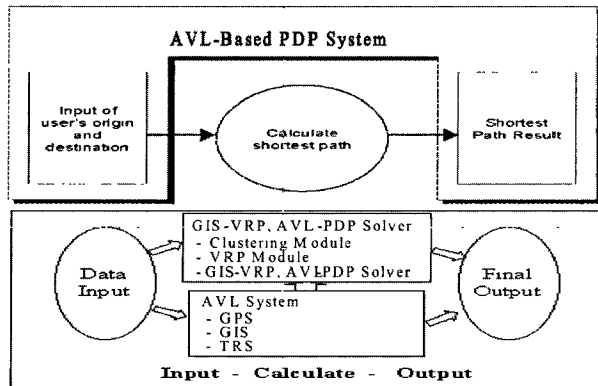 AVL-Based PDP System
Input of
user's origin
and
destination
Calculate
shortest path
Shortest
Path Result
Data
Input
GIS-VRP, AVL-PDP Solver
- Clustering Module
- VRP Module
-GIS-VRP, AVLPDP Solver
AVL System
- GPS
- GIS
- TRS
Final
Output
Input - Calculate - Output